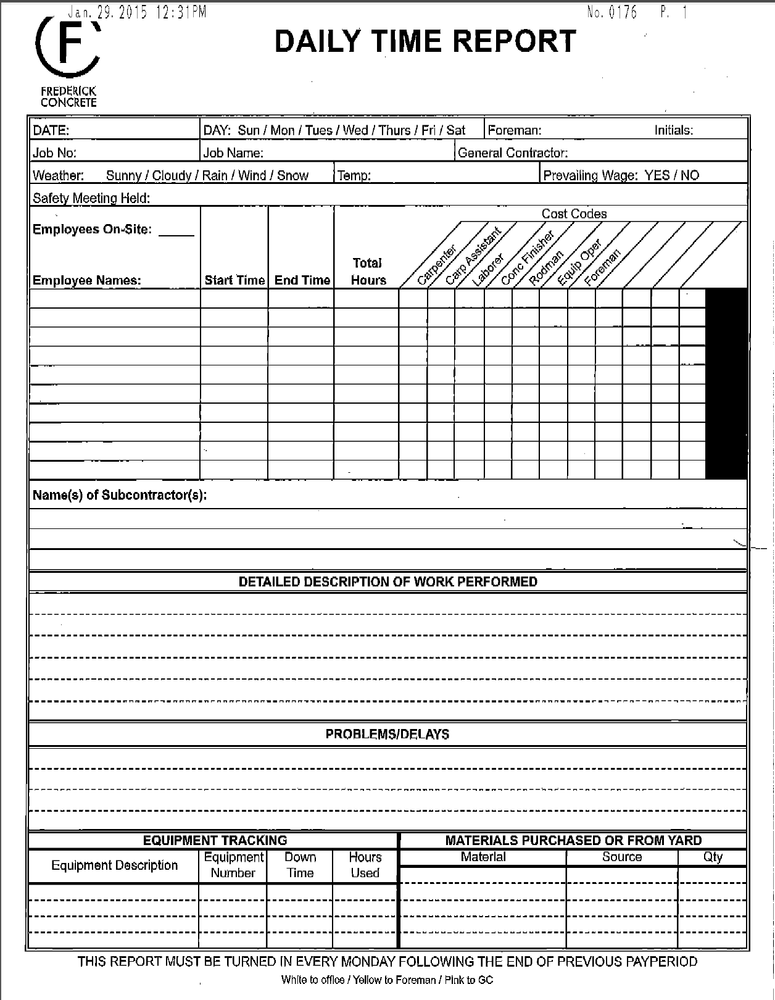 Jan. 29. 2015 12:31PM No. 0176 P. 1
F
DAILY TIME REPORT
FREDERICK
CONCRETE
DATE: DAY: Sun / Mon / Tues / Wed / Thurs / Fri / Sat Foreman: Initials:
Job No: Job Name: General Contractor:
Weather: Sunny / Cloudy / Rain / Wind / Snow Temp: Prevailing Wage: YES / NO
Safety Meeting Held:
Cost Codes
Employees On-Site: ____
Carpenter Carp Assistant Laborer Conc Finisher Rodman Equip Oper Foreman
Employee Names: Start Time End Time Total Hours
Name(s) of Subcontractor(s):
DETAILED DESCRIPTION OF WORK PERFORMED
PROBLEMS/DELAYS
EQUIPMENT TRACKING MATERIALS PURCHASED OR FROM YARD
Equipment Description Equipment Number Down Time Hours Used Material Source Qty
THIS REPORT MUST BE TURNED IN EVERY MONDAY FOLLOWING THE END OF PREVIOUS PAYPERIOD
White to office / Yellow to Foreman / Pink to GC